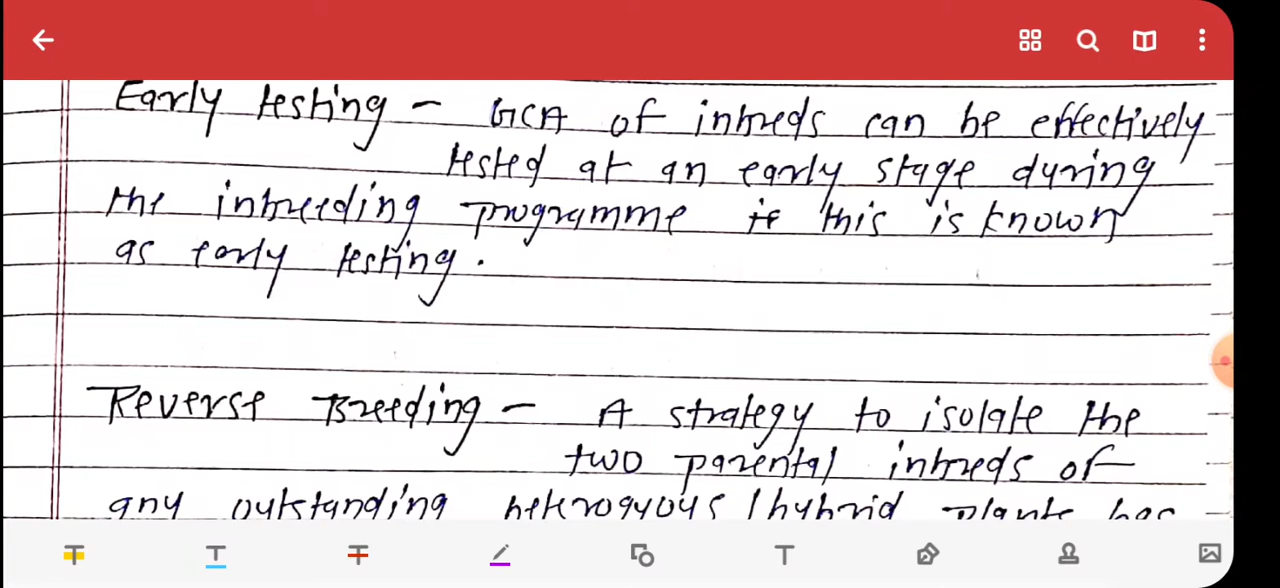 Early testing - GCA of inbreds can be effectively
tested at an early stage during
the inbreeding programme if this is known
as early testing.
Reverse Breeding - A strategy to isolate the
two parental inbreds of
any outstanding heterogyous / hybrid plants has